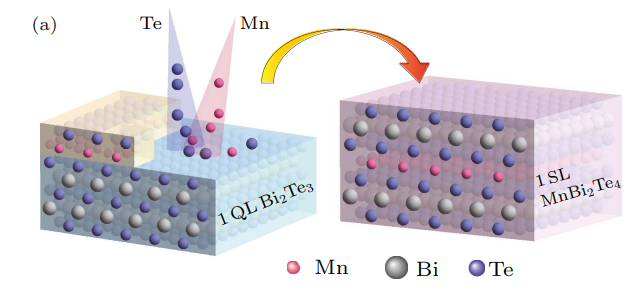 (a)
Te
Mn
1 QL Bi₂Te₃
1 SL
MnBi₂Te₄
Mn
Bi
Te